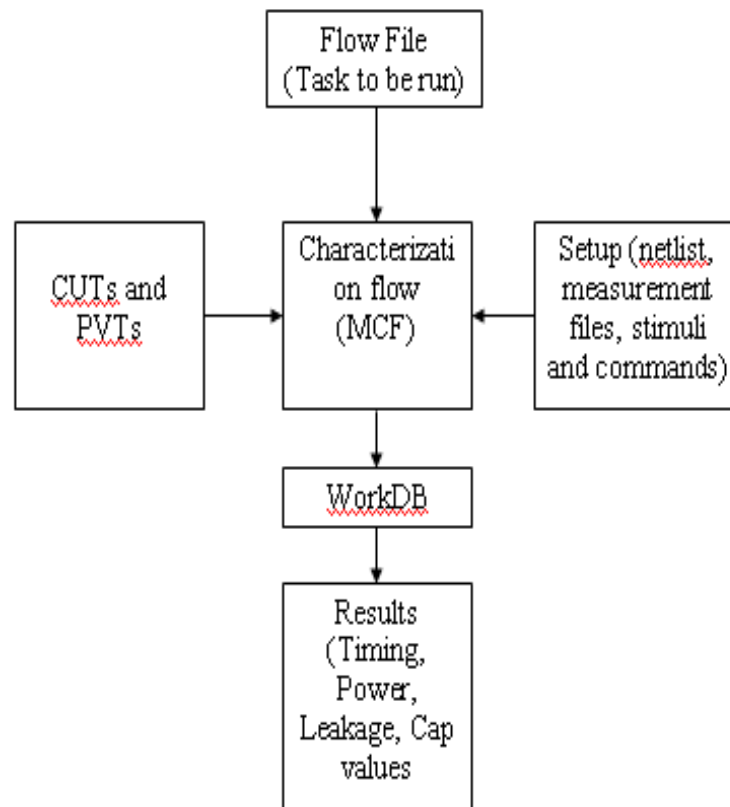 Flow File
(Task to be run)
CUTs and
PVTs
Characterizati
on flow
(MCF)
Setup (netlist,
measurement
files, stimuli
and commands)
WorkDB
Results
(Timing,
Power,
Leakage, Cap
values